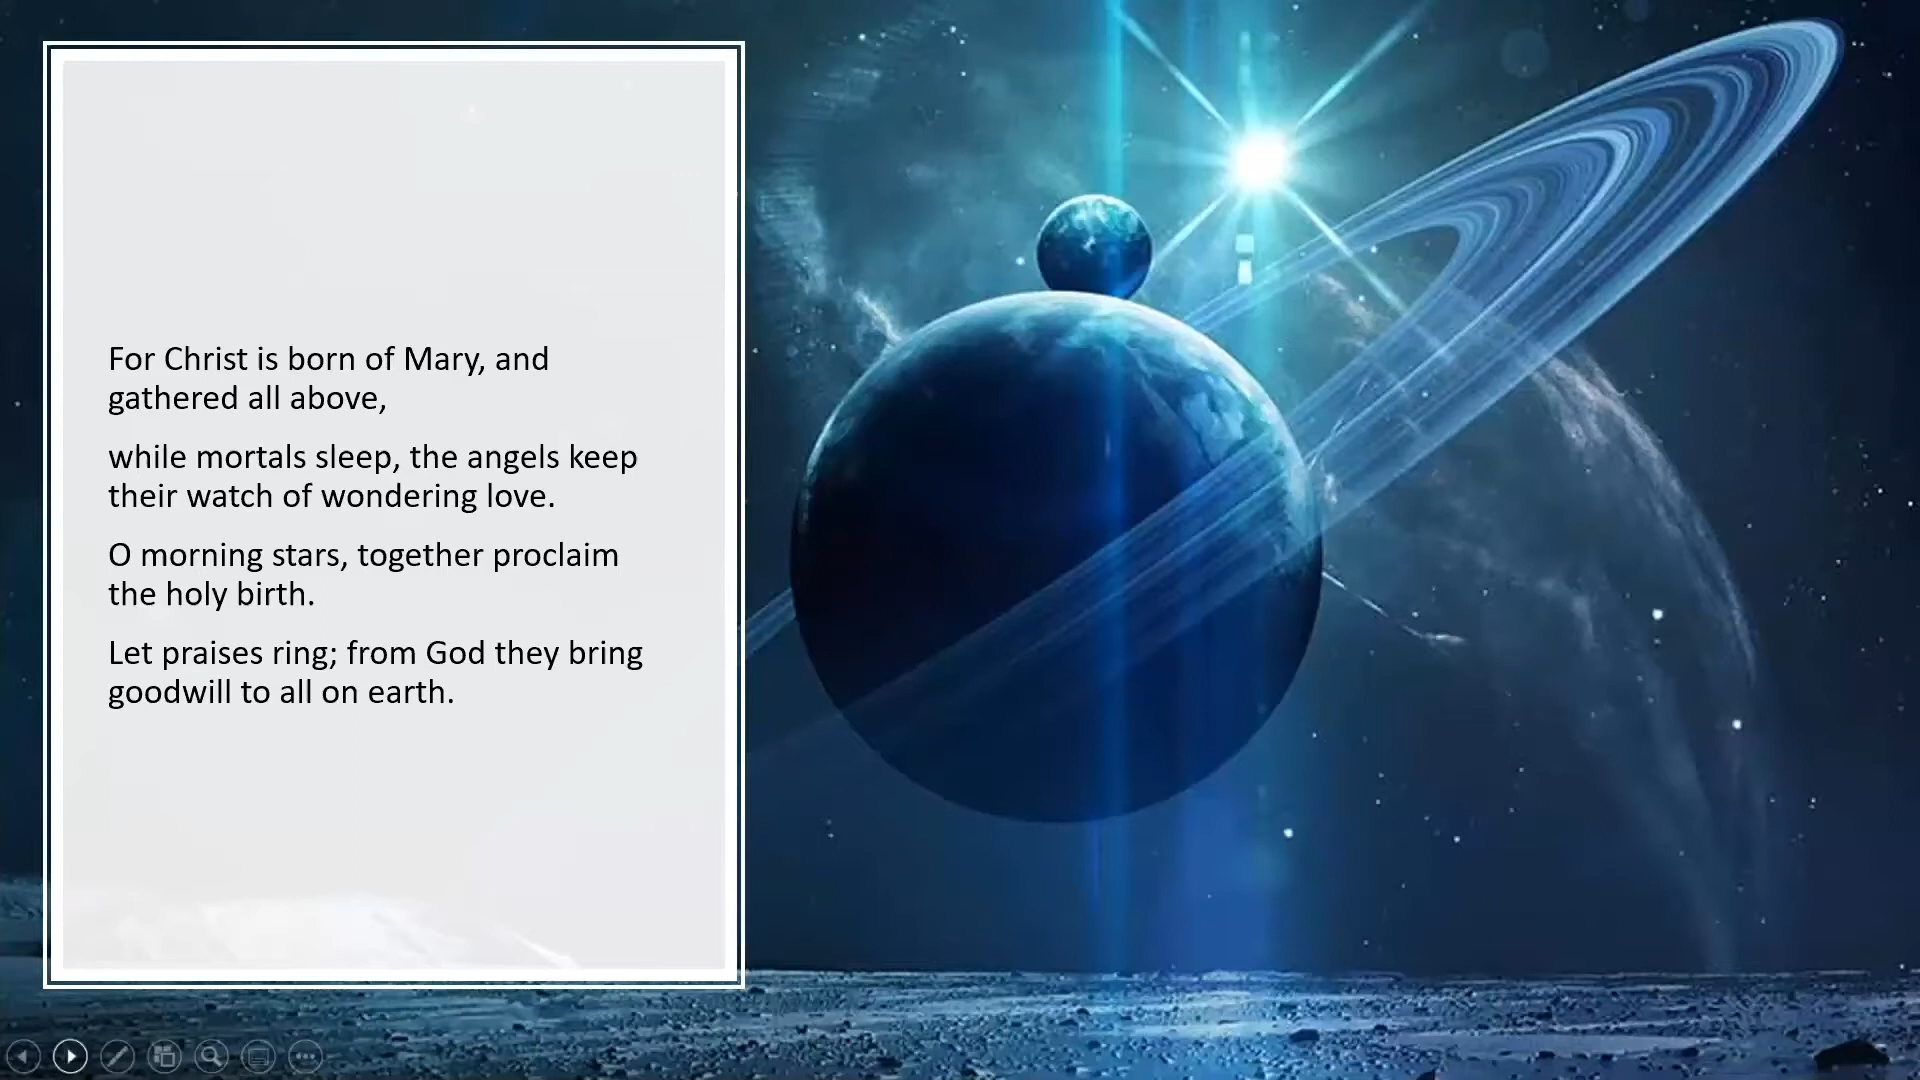 For Christ is born of Mary, and
gathered all above,
while mortals sleep, the angels keep
their watch of wondering love.
O morning stars, together proclaim
the holy birth.
Let praises ring; from God they bring
goodwill to all on earth.